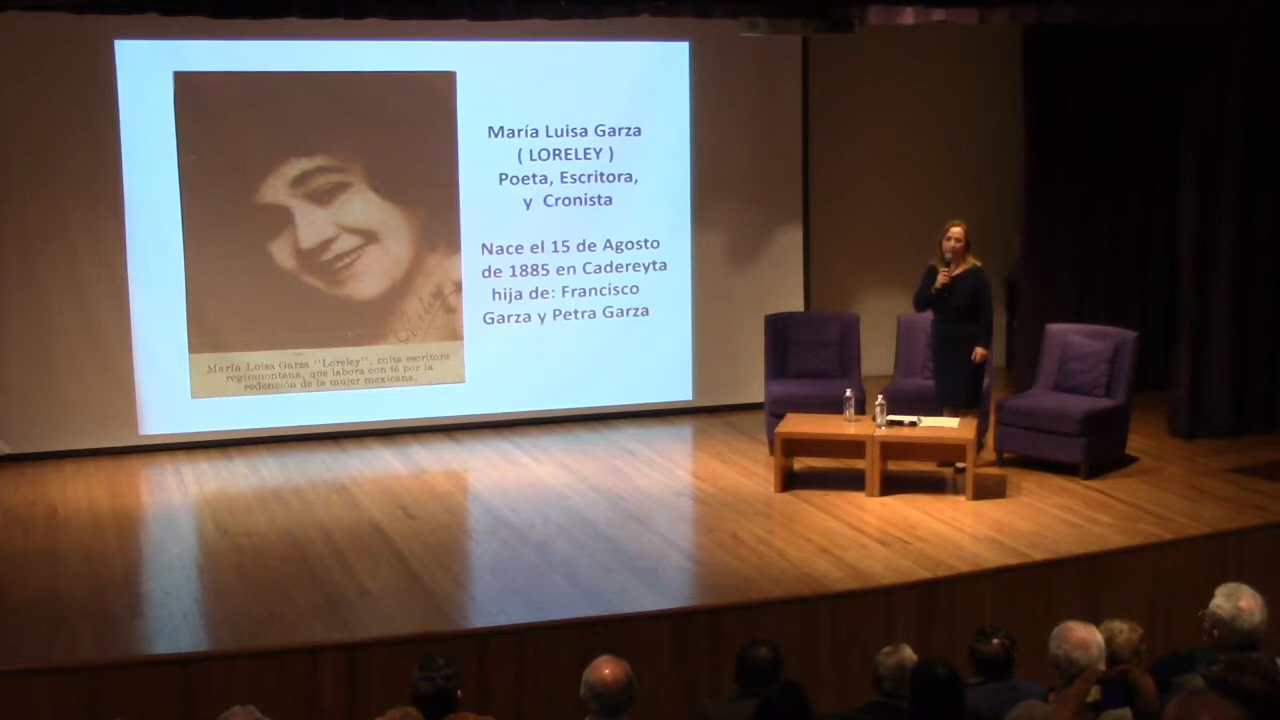 María Luisa Garza
( LORELEY )
Poeta, Escritora,
y Cronista
Nace el 15 de Agosto
de 1885 en Cadereyta
hija de: Francisco
Garza y Petra Garza
María Luisa Garza "Loreley", culta escritora
regiomontana, que labora con fé por la
redención de la mujer mexicana.